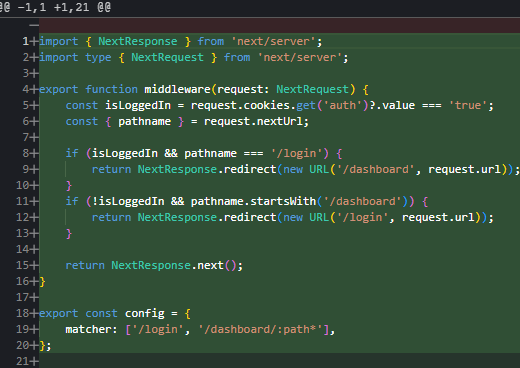 @@ -1,1 +1,21 @@
1+ import { NextResponse } from 'next/server';
2+ import type { NextRequest } from 'next/server';
3+
4+ export function middleware(request: NextRequest) {
5+     const isLoggedIn = request.cookies.get('auth')?.value === 'true';
6+     const { pathname } = request.nextUrl;
7+
8+     if (isLoggedIn && pathname === '/login') {
9+         return NextResponse.redirect(new URL('/dashboard', request.url));
10+     }
11+     if (!isLoggedIn && pathname.startsWith('/dashboard')) {
12+         return NextResponse.redirect(new URL('/login', request.url));
13+     }
14+
15+     return NextResponse.next();
16+ }
17+
18+ export const config = {
19+     matcher: ['/login', '/dashboard/:path*'],
20+ };
21+